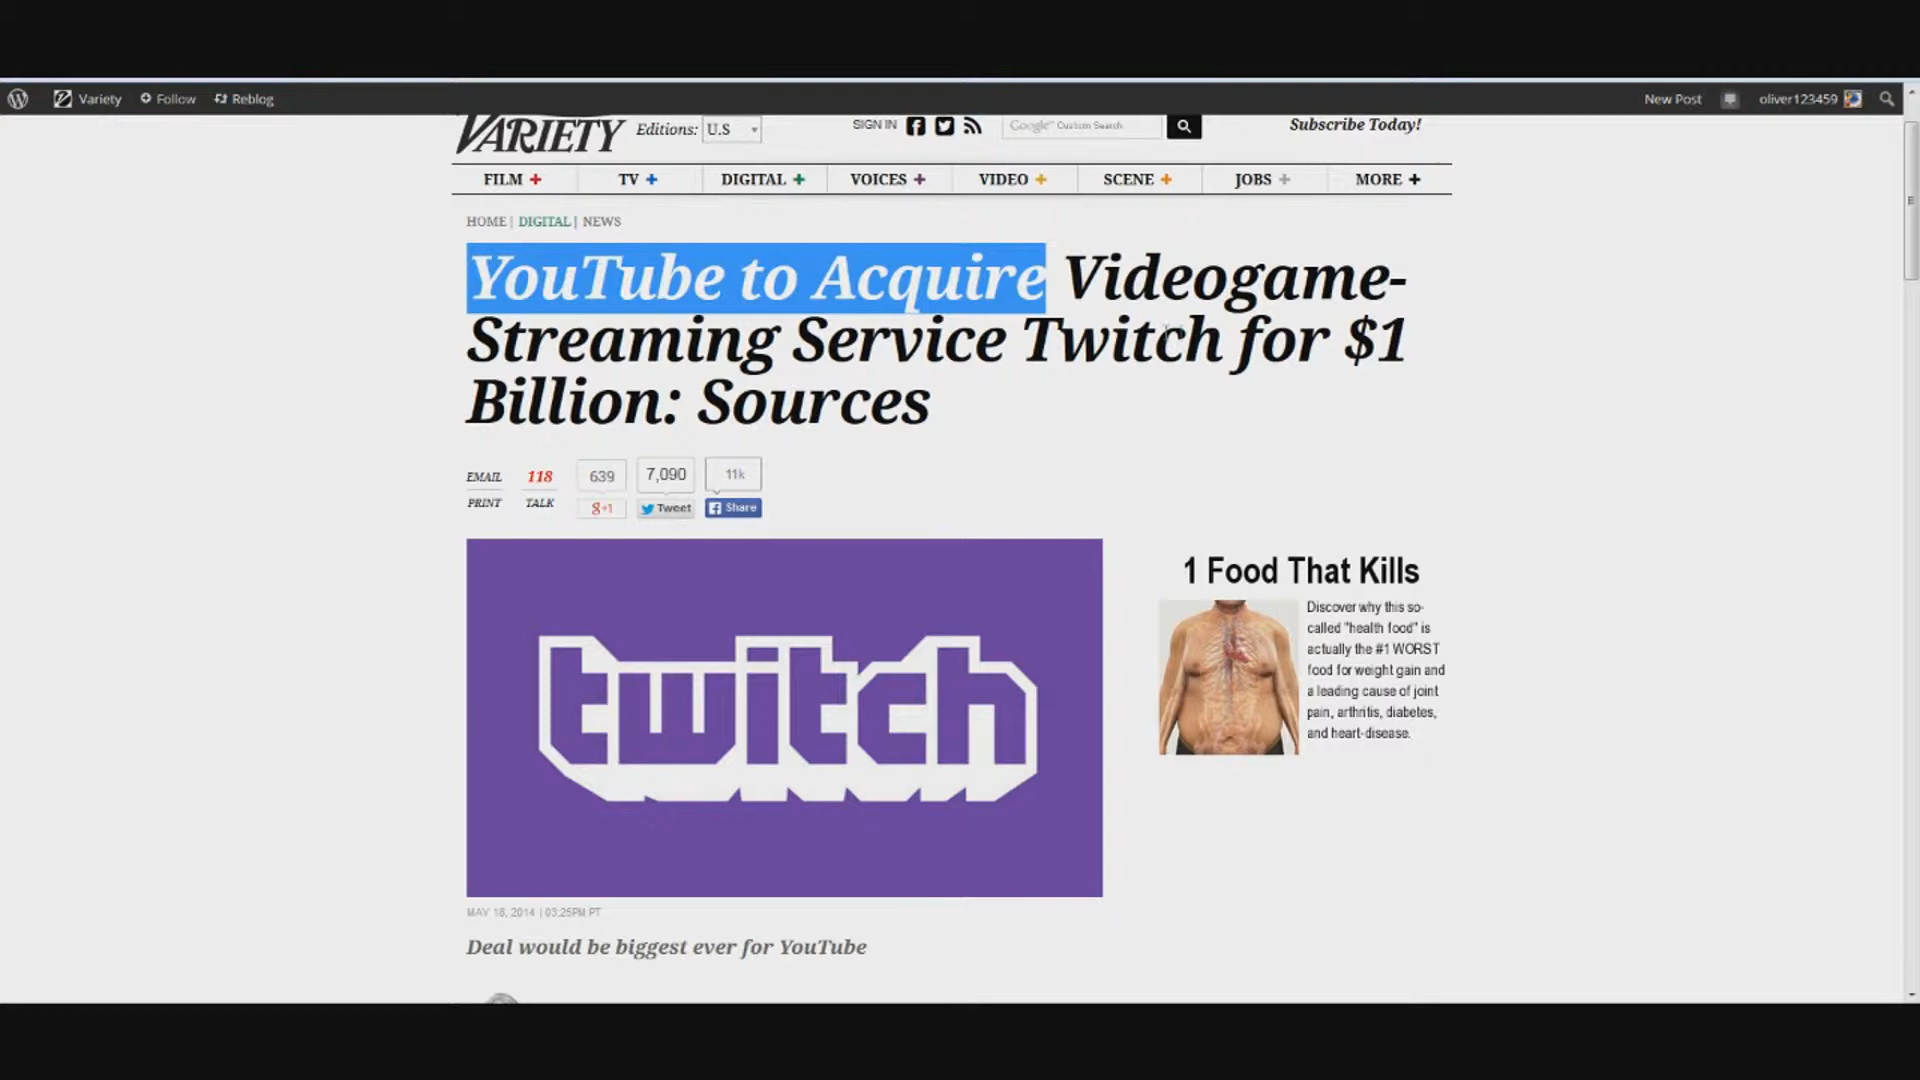 Variety Follow Reblog New Post oliver123459
VARIETY Editions: U.S SIGN IN Google™ Custom Search Subscribe Today!
FILM + TV + DIGITAL + VOICES + VIDEO + SCENE + JOBS + MORE +
HOME | DIGITAL | NEWS
YouTube to Acquire Videogame-
Streaming Service Twitch for $1
Billion: Sources
EMAIL 118 639 7,090 11k
PRINT TALK g+1 Tweet Share
twitch
1 Food That Kills
Discover why this so-
called "health food" is
actually the #1 WORST
food for weight gain and
a leading cause of joint
pain, arthritis, diabetes,
and heart-disease.
MAY 18, 2014 | 03:25PM PT
Deal would be biggest ever for YouTube